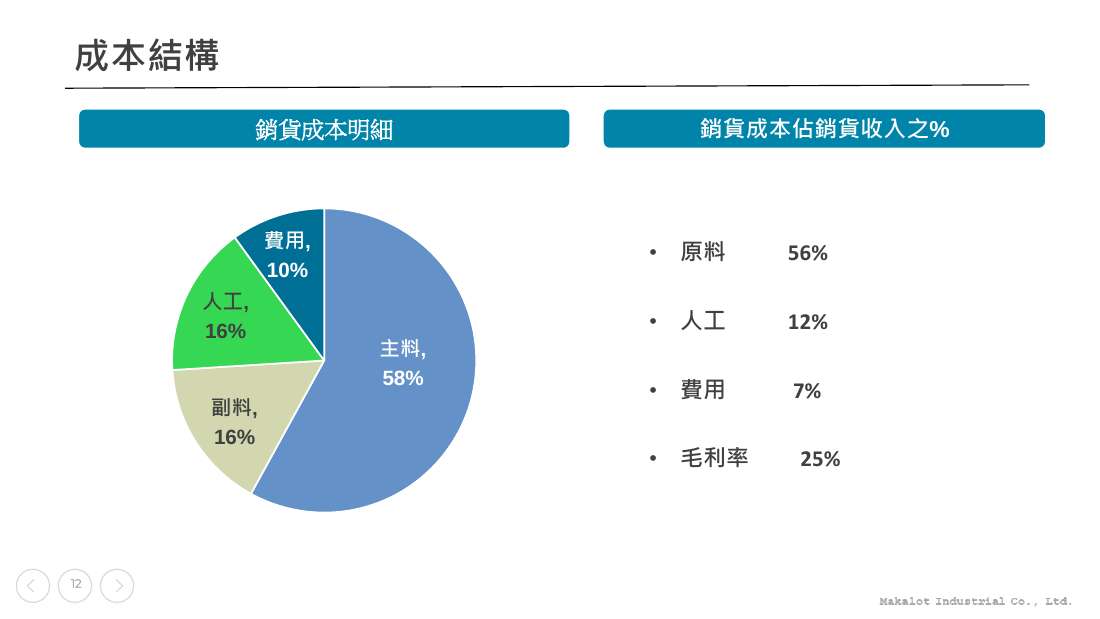 成本結構
銷貨成本明細
銷貨成本佔銷貨收入之%
費用,
10%
人工,
16%
主料,
58%
副料,
16%
• 原料 56%
• 人工 12%
• 費用 7%
• 毛利率 25%
12
Makalot Industrial Co., Ltd.